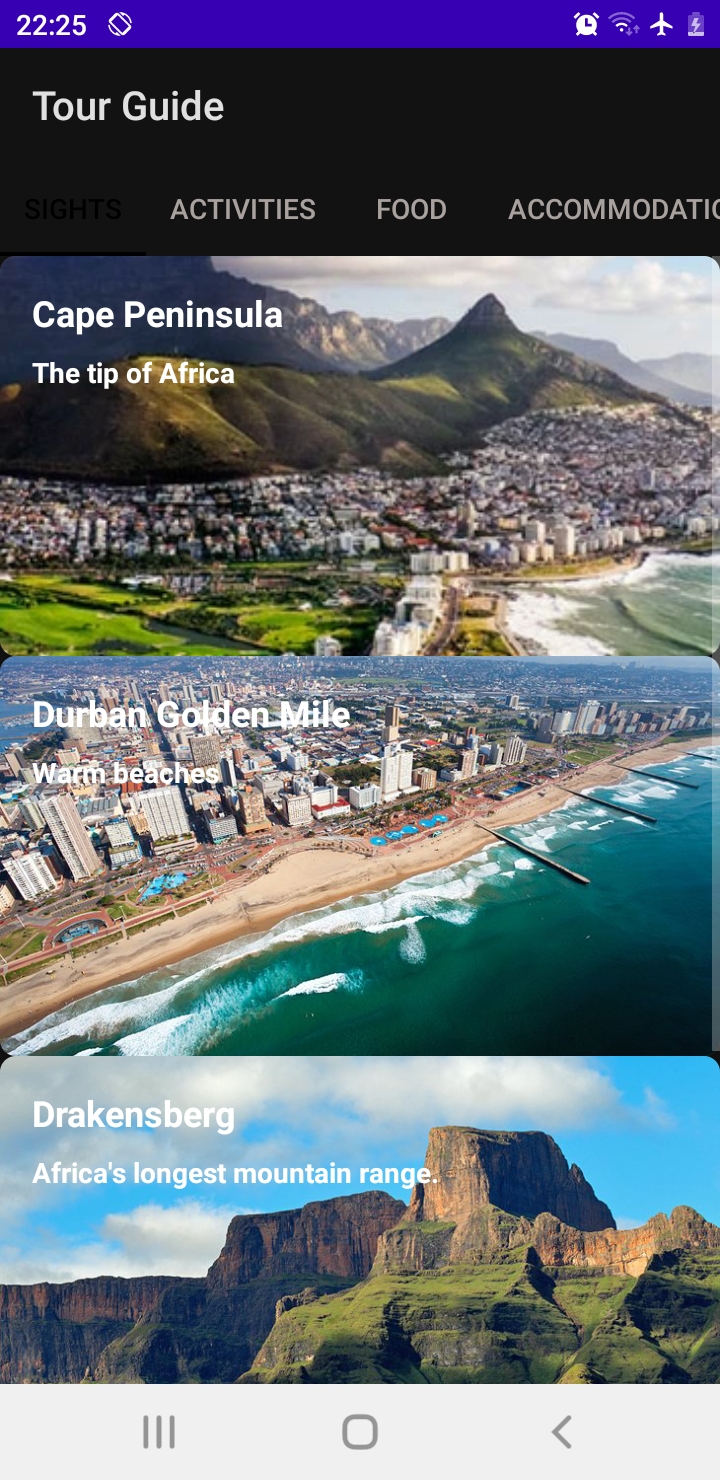 22:25
Tour Guide
SIGHTS ACTIVITIES FOOD ACCOMMODATIO
Cape Peninsula
The tip of Africa
Durban Golden Mile
Warm beaches
Drakensberg
Africa's longest mountain range.